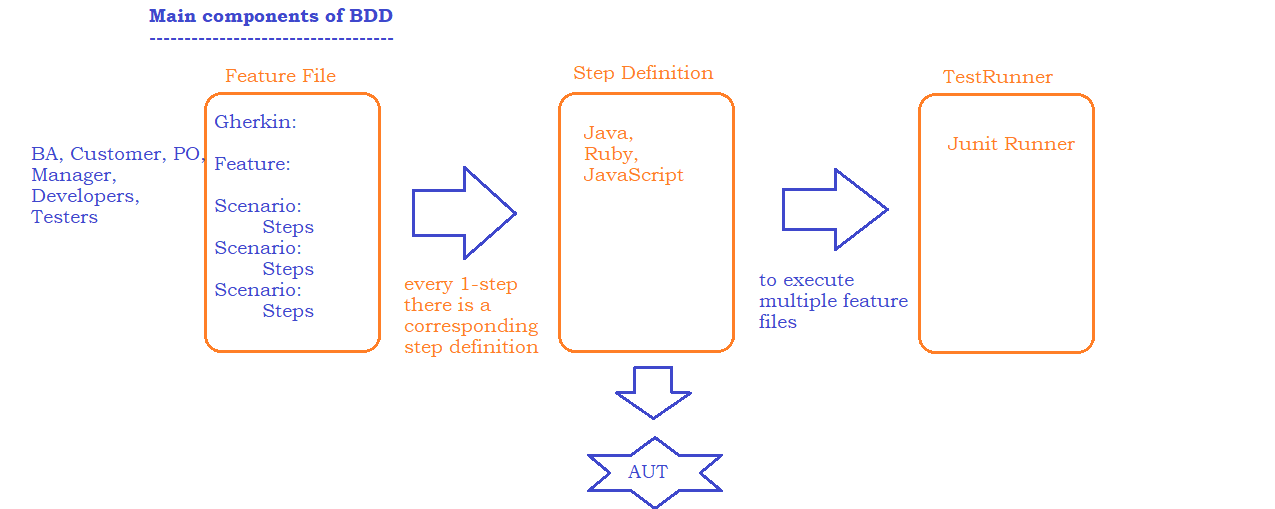 Main components of BDD
----------------------------------
Feature File
Gherkin:
Feature:
Scenario:
Steps
Scenario:
Steps
Scenario:
Steps
BA, Customer, PO,
Manager,
Developers,
Testers
every 1-step
there is a
corresponding
step definition
Step Definition
Java,
Ruby,
JavaScript
to execute
multiple feature
files
TestRunner
Junit Runner
AUT